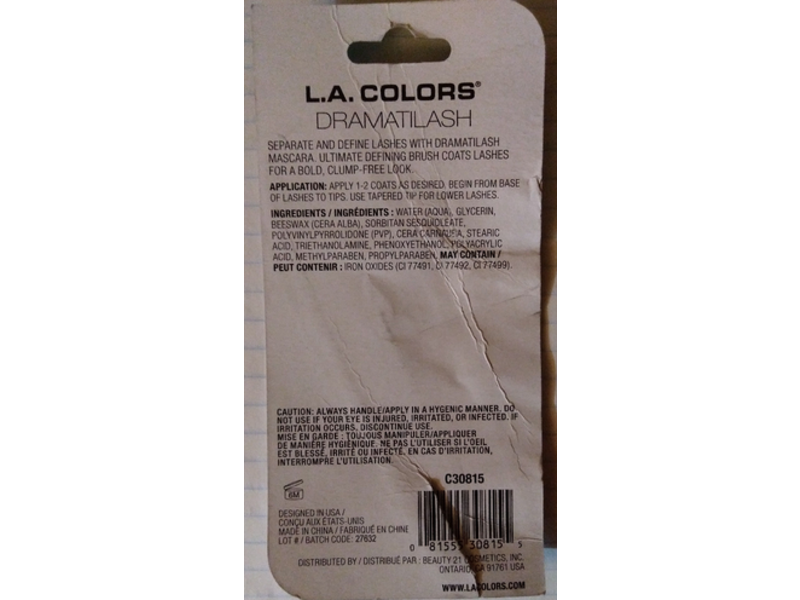 L.A. COLORS®
DRAMATILASH
SEPARATE AND DEFINE LASHES WITH DRAMATILASH
MASCARA. ULTIMATE DEFINING BRUSH COATS LASHES
FOR A BOLD, CLUMP-FREE LOOK.
APPLICATION: APPLY 1-2 COATS AS DESIRED. BEGIN FROM BASE
OF LASHES TO TIPS. USE TAPERED TIP FOR LOWER LASHES.
INGREDIENTS / INGRÉDIENTS : WATER (AQUA), GLYCERIN,
BEESWAX (CERA ALBA), SORBITAN SESQUIOLEATE,
POLYVINYLPYRROLIDONE (PVP), CERA CARNAUBA, STEARIC
ACID, TRIETHANOLAMINE, PHENOXYETHANOL, POLYACRYLIC
ACID, METHYLPARABEN, PROPYLPARABEN, MAY CONTAIN /
PEUT CONTENIR : IRON OXIDES (CI 77491, CI 77492, CI 77499).
CAUTION: ALWAYS HANDLE/APPLY IN A HYGENIC MANNER. DO
NOT USE IF YOUR EYE IS INJURED, IRRITATED, OR INFECTED. IF
IRRITATION OCCURS, DISCONTINUE USE.
MISE EN GARDE : TOUJOURS MANIPULER/APPLIQUER
DE MANIÈRE HYGIÉNIQUE. NE PAS L'UTILISER SI L'OEIL
EST BLESSÉ, IRRITÉ OU INFECTÉ. EN CAS D'IRRITATION,
INTERROMPRE L'UTILISATION.
C30815
6M
DESIGNED IN USA /
CONÇU AUX ÉTATS-UNIS
MADE IN CHINA / FABRIQUÉ EN CHINE
LOT # / BATCH CODE: 27632
0 81555 30815 5
DISTRIBUTED BY / DISTRIBUÉ PAR : BEAUTY 21 COSMETICS, INC.
ONTARIO, CA 91761 USA
WWW.LACOLORS.COM